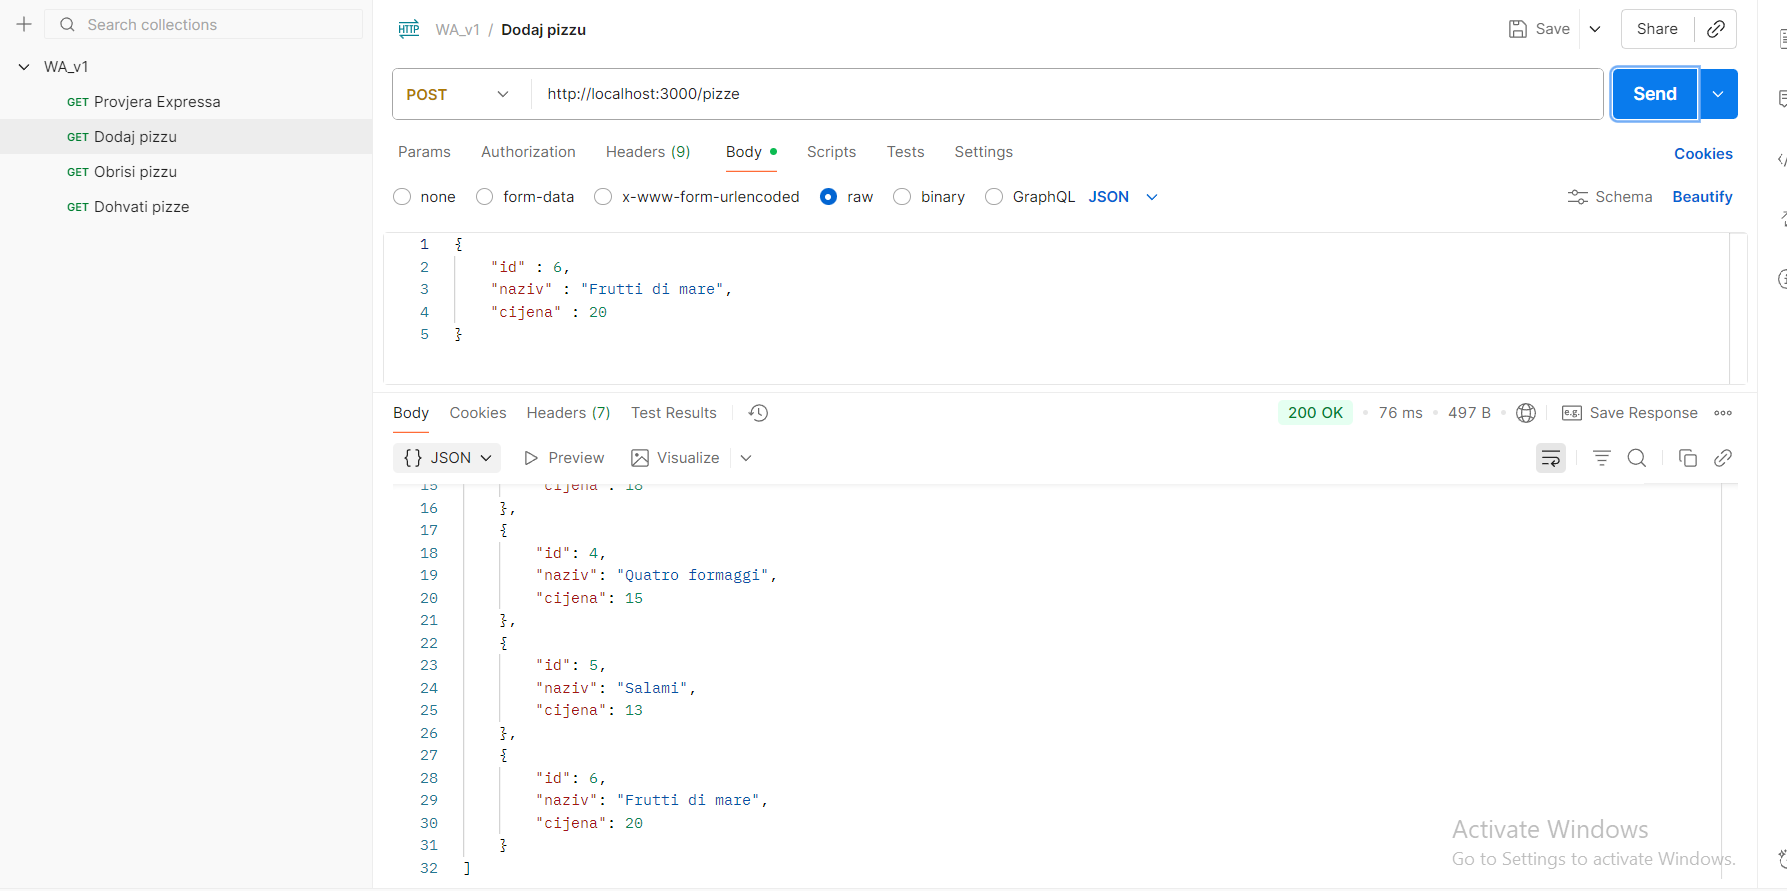 Search collections
WA_v1
GET Provjera Expressa
GET Dodaj pizzu
GET Obrisi pizzu
GET Dohvati pizze
HTTP WA_v1 / Dodaj pizzu
Save
Share
POST
http://localhost:3000/pizze
Send
Params Authorization Headers (9) Body Scripts Tests Settings
Cookies
none form-data x-www-form-urlencoded raw binary GraphQL JSON
Schema Beautify
1 {
2 "id" : 6,
3 "naziv" : "Frutti di mare",
4 "cijena" : 20
5 }
Body Cookies Headers (7) Test Results
200 OK • 76 ms • 497 B •
e.g. Save Response
{} JSON Preview Visualize
15 "cijena": 18
16 },
17 {
18 "id": 4,
19 "naziv": "Quatro formaggi",
20 "cijena": 15
21 },
22 {
23 "id": 5,
24 "naziv": "Salami",
25 "cijena": 13
26 },
27 {
28 "id": 6,
29 "naziv": "Frutti di mare",
30 "cijena": 20
31 }
32 ]
Activate Windows
Go to Settings to activate Windows.